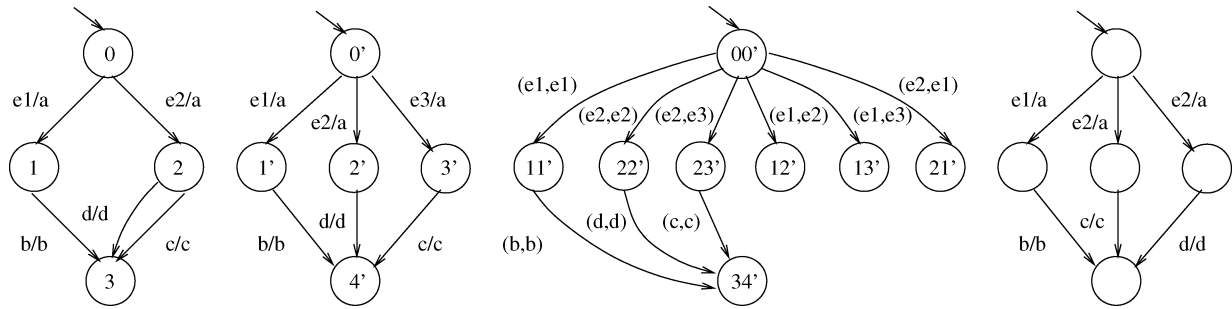 0
e1/a
e2/a
1
2
d/d
b/b
c/c
3
0'
e1/a
e2/a
e3/a
1'
2'
3'
d/d
b/b
c/c
4'
00'
(e1,e1)
(e2,e2)
(e2,e3)
(e1,e2)
(e1,e3)
(e2,e1)
11'
22'
23'
12'
13'
21'
(b,b)
(d,d)
(c,c)
34'
e1/a
e2/a
e2/a
b/b
c/c
d/d